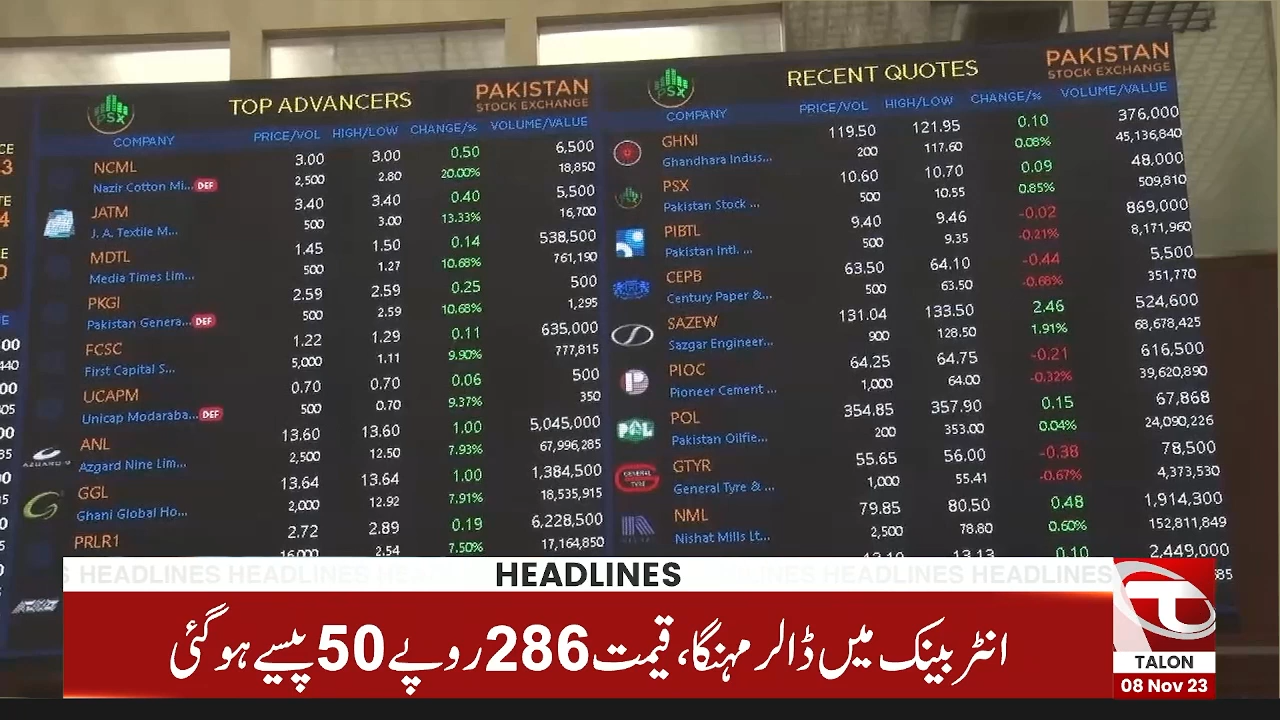 TOP ADVANCERS
PAKISTAN
STOCK EXCHANGE
PSX
COMPANY PRICE/VOL HIGH/LOW CHANGE/% VOLUME/VALUE
NCML 3.00 3.00 0.50 6,500
Nazir Cotton Mi... DEF 2,500 2.80 20.00% 18,850
JATM 3.40 3.40 0.40 5,500
J. A. Textile M... 500 3.00 13.33% 16,700
MDTL 1.45 1.50 0.14 538,500
Media Times Lim... 500 1.27 10.68% 761,190
PKGI 2.59 2.59 0.25 500
Pakistan Genera... DEF 500 2.59 10.68% 1,295
FCSC 1.22 1.29 0.11 635,000
First Capital S... 5,000 1.11 9.90% 777,815
UCAPM 0.70 0.70 0.06 500
Unicap Modaraba... DEF 500 0.70 9.37% 350
ANL 13.60 13.60 1.00 5,045,000
Azgard Nine Lim... 2,500 12.50 7.93% 67,996,285
GGL 13.64 13.64 1.00 1,384,500
Ghani Global Ho... 2,000 12.92 7.91% 18,535,915
PRLR1 2.72 2.89 0.19 6,228,500
16,000 2.54 7.50% 17,164,850
RECENT QUOTES
PAKISTAN
STOCK EXCHANGE
PSX
COMPANY PRICE/VOL HIGH/LOW CHANGE/% VOLUME/VALUE
GHNI 119.50 121.95 0.10 376,000
Ghandhara Indus... 200 117.60 0.08% 45,136,840
PSX 10.60 10.70 0.09 48,000
Pakistan Stock ... 500 10.55 0.85% 509,810
PIBTL 9.40 9.46 -0.02 869,000
Pakistan Intl. ... 500 9.35 -0.21% 8,171,960
CEPB 63.50 64.10 -0.44 5,500
Century Paper &... 500 63.50 -0.68% 351,770
SAZEW 131.04 133.50 2.46 524,600
Sazgar Engineer... 900 128.50 1.91% 68,678,425
PIOC 64.25 64.75 -0.21 616,500
Pioneer Cement ... 1,000 64.00 -0.32% 39,620,890
POL 354.85 357.90 0.15 67,868
Pakistan Oilfie... 200 353.00 0.04% 24,090,226
GTYR 55.65 56.00 -0.38 78,500
General Tyre & ... 1,000 55.41 -0.67% 4,373,530
NML 79.85 80.50 0.48 1,914,300
Nishat Mills Lt... 2,500 78.80 0.60% 152,811,849
13.13 0.10 2,449,000
HEADLINES
انٹر بینک میں ڈالر مہنگا، قیمت 286 روپے 50 پیسے ہو گئی
TALON
08 Nov 23